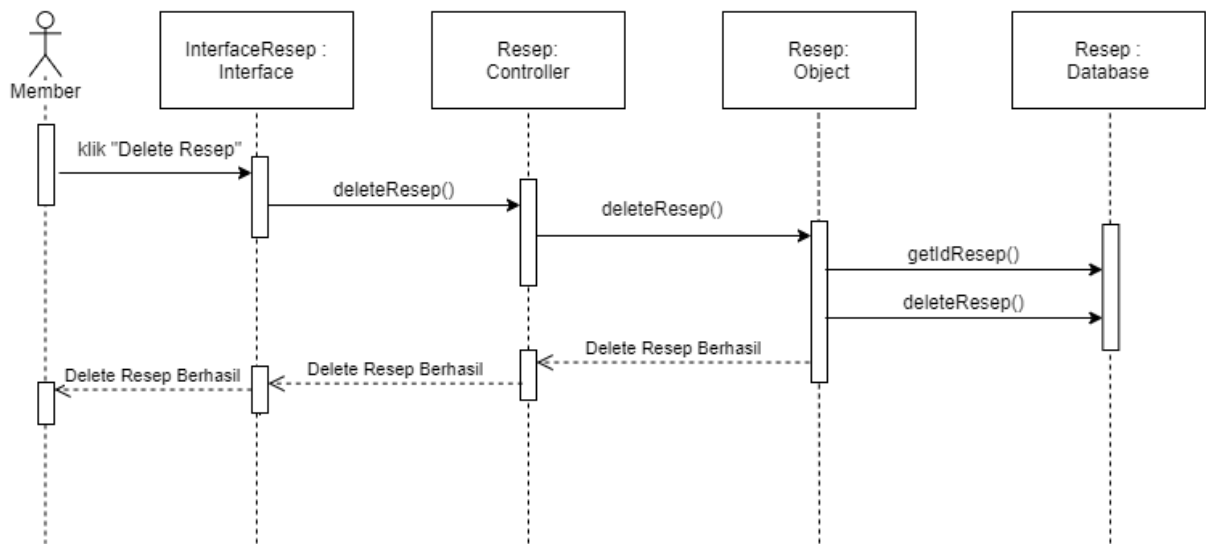 Member
InterfaceResep :
Interface
Resep:
Controller
Resep:
Object
Resep :
Database
klik "Delete Resep"
deleteResep()
deleteResep()
getIdResep()
deleteResep()
Delete Resep Berhasil
Delete Resep Berhasil
Delete Resep Berhasil